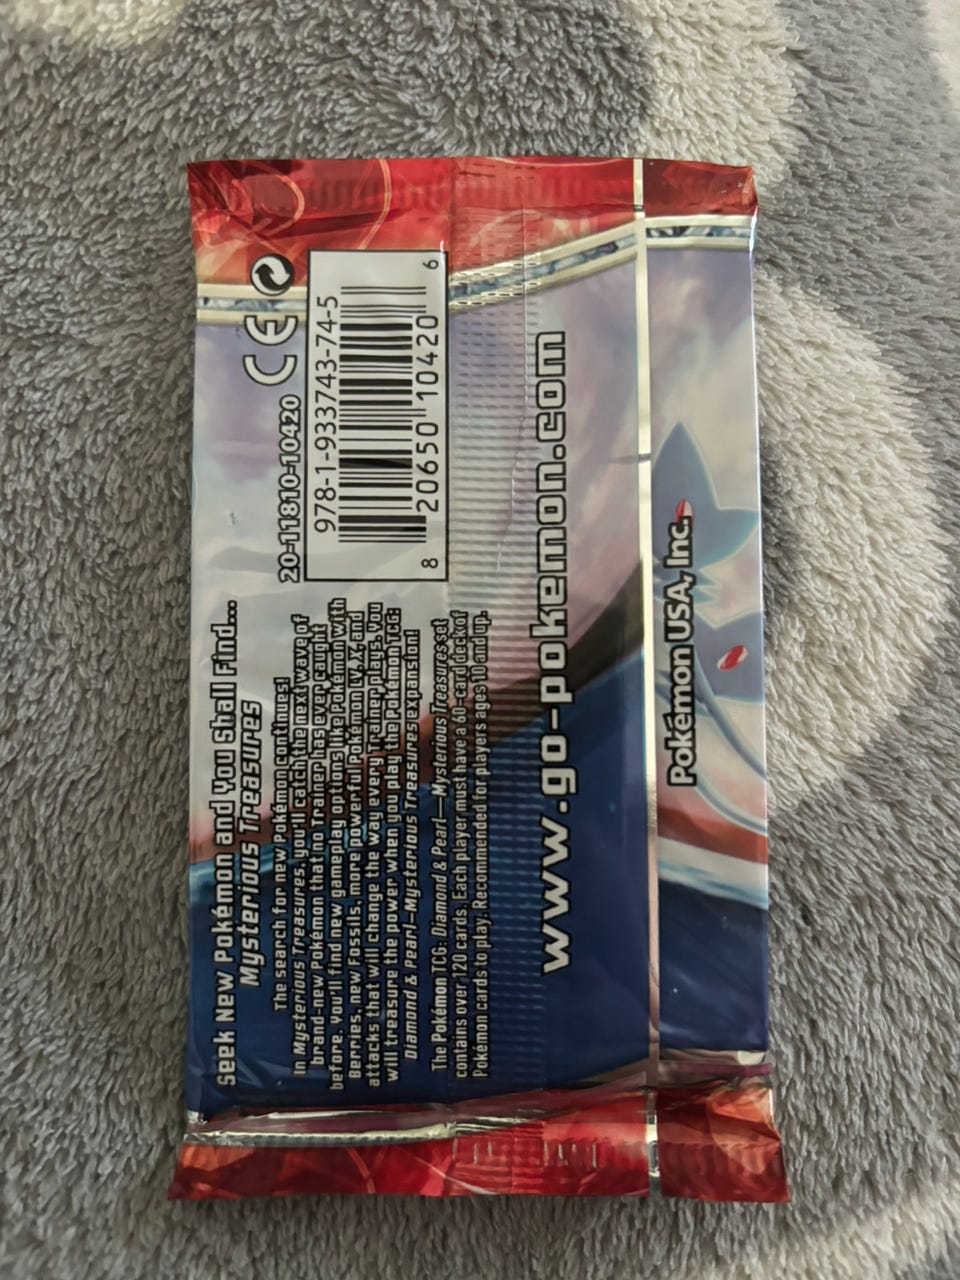 Seek New Pokémon and You Shall Find...
Mysterious Treasures
The search for new Pokémon continues!
In Mysterious Treasures, you'll catch the next wave of
brand-new Pokémon that no Trainer has ever caught
before. You'll find new gameplay options like Pokémon with
Berries, new Fossils, more powerful Pokémon LV.X, and
attacks that will change the way every Trainer plays. You
will treasure the power when you play the Pokémon TCG:
Diamond & Pearl—Mysterious Treasures expansion!
The Pokémon TCG: Diamond & Pearl—Mysterious Treasures set
contains over 120 cards. Each player must have a 60-card deck of
Pokémon cards to play. Recommended for players ages 10 and up.
20-11810-10420
CE
978-1-933743-74-5
8 20650 10420 6
www.go-pokemon.com
Pokémon USA, Inc.